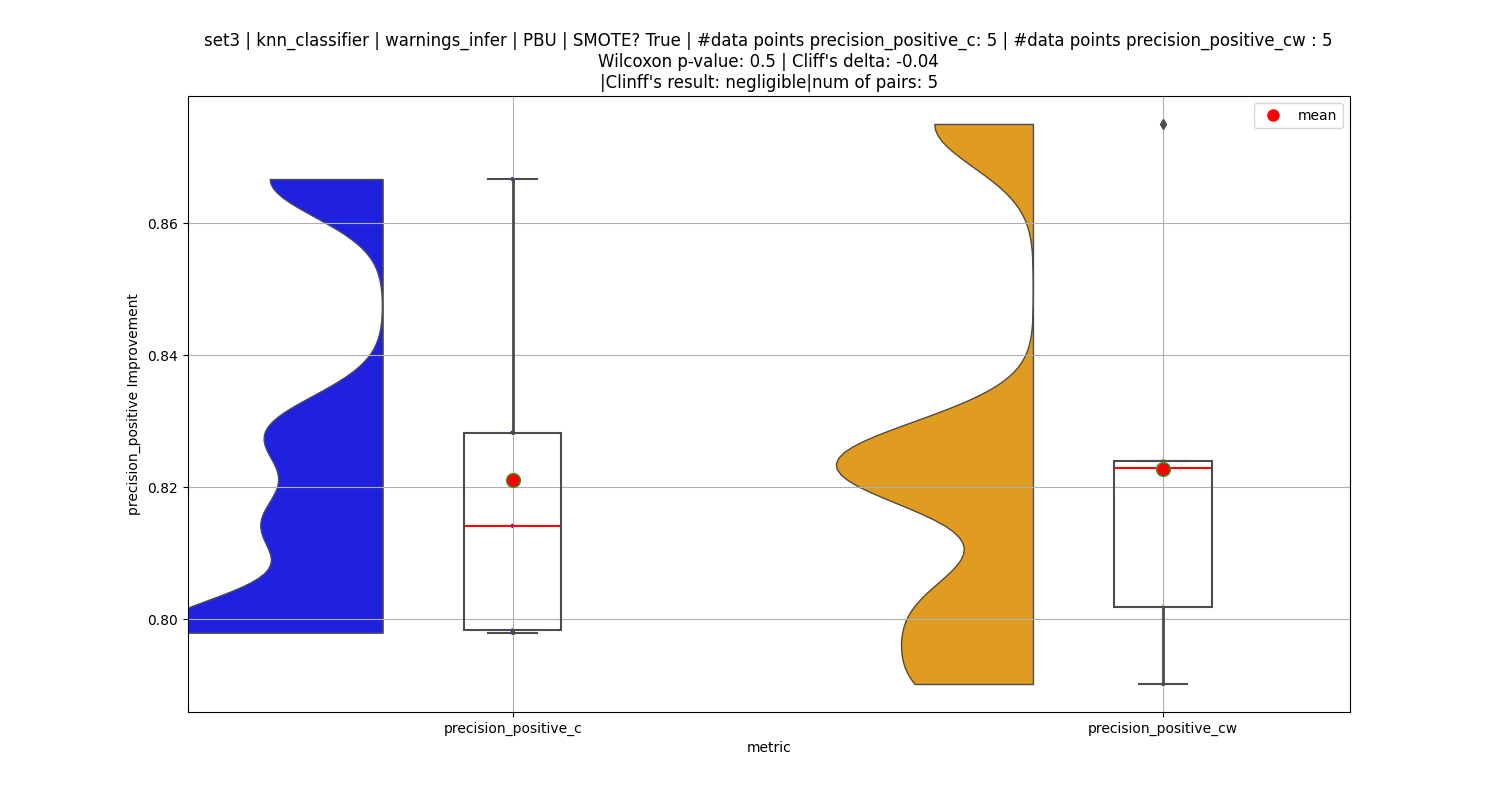 set3 | knn_classifier | warnings_infer | PBU | SMOTE? True | #data points precision_positive_c: 5 | #data points precision_positive_cw : 5
Wilcoxon p-value: 0.5 | Cliff's delta: -0.04
|Clinff's result: negligible|num of pairs: 5
mean
precision_positive Improvement
0.86
0.84
0.82
0.80
precision_positive_c
precision_positive_cw
metric